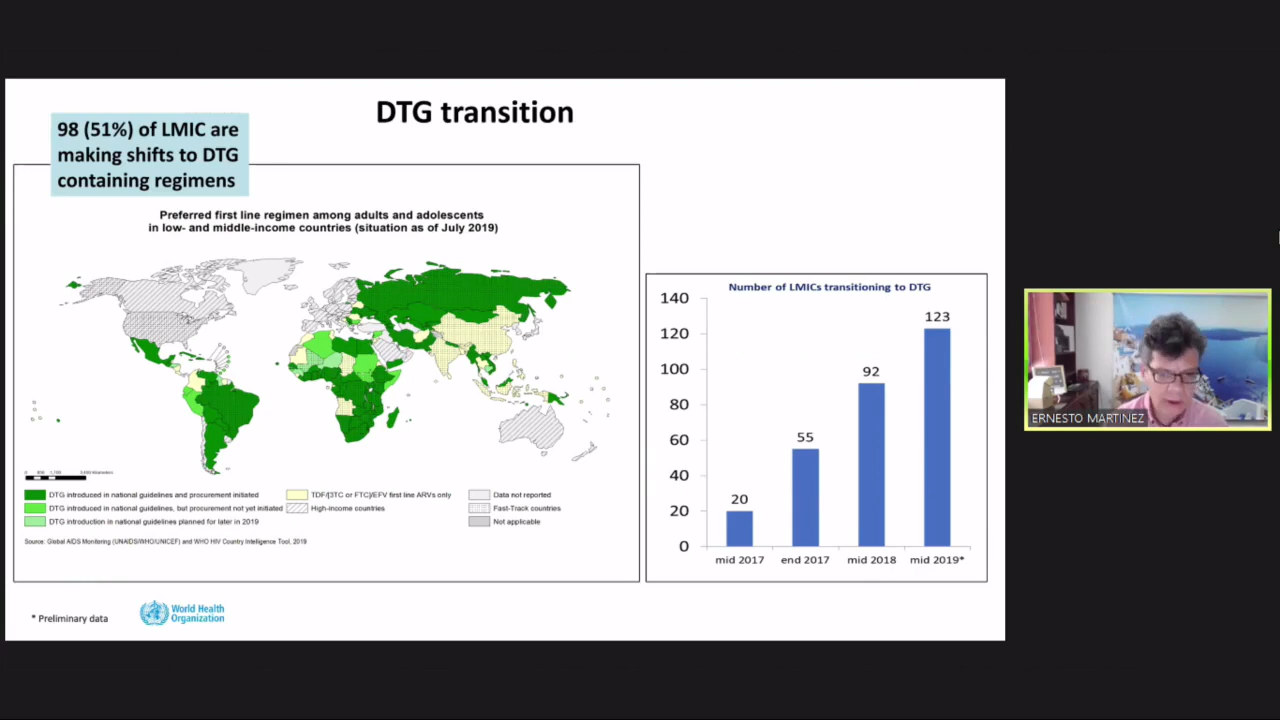 DTG transition
98 (51%) of LMIC are
making shifts to DTG
containing regimens
Preferred first line regimen among adults and adolescents
in low- and middle-income countries (situation as of July 2019)
DTG introduced in national guidelines and procurement initiated
DTG introduced in national guidelines, but procurement not yet initiated
DTG introduction in national guidelines planned for later in 2019
TDF/[3TC or FTC]/EFV first line ARVs only
High-income countries
Data not reported
Fast-Track countries
Not applicable
Source: Global AIDS Monitoring (UNAIDS/WHO/UNICEF) and WHO HIV Country Intelligence Tool, 2019
Number of LMICs transitioning to DTG
140
120
100
80
60
40
20
0
20
55
92
123
mid 2017
end 2017
mid 2018
mid 2019*
* Preliminary data
World Health
Organization
ERNESTO MARTINEZ